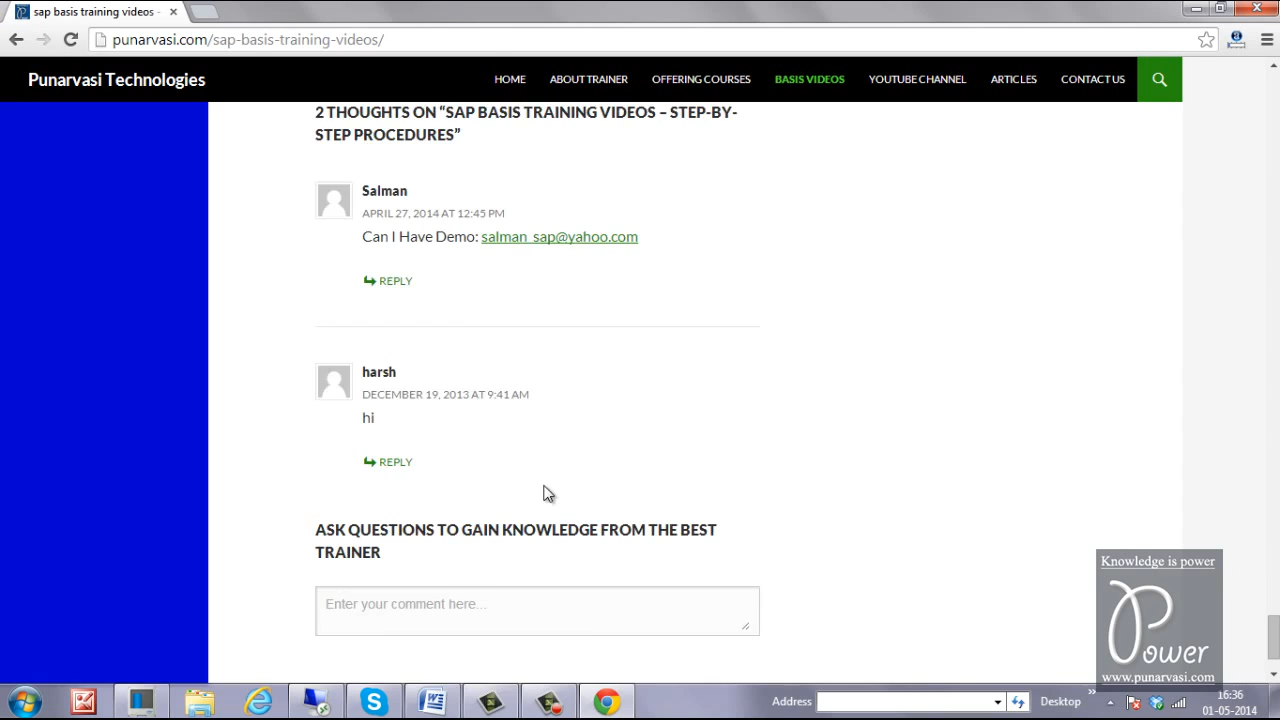 sap basis training videos -
punarvasi.com/sap-basis-training-videos/
Punarvasi Technologies
HOME ABOUT TRAINER OFFERING COURSES BASIS VIDEOS YOUTUBE CHANNEL ARTICLES CONTACT US
2 THOUGHTS ON “SAP BASIS TRAINING VIDEOS – STEP-BY-
STEP PROCEDURES”
Salman
APRIL 27, 2014 AT 12:45 PM
Can I Have Demo: salman_sap@yahoo.com
REPLY
harsh
DECEMBER 19, 2013 AT 9:41 AM
hi
REPLY
ASK QUESTIONS TO GAIN KNOWLEDGE FROM THE BEST
TRAINER
Enter your comment here...
Knowledge is power
Power
www.punarvasi.com
Address
Desktop
16:36
01-05-2014